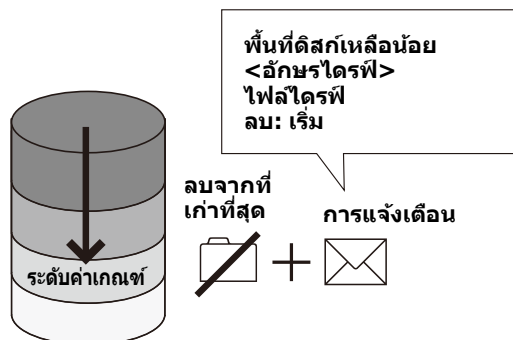 พื้นที่ดิสก์เหลือน้อย
<อักษรไดรฟ์>
ไฟล์ไดรฟ์
ลบ: เริ่ม
ลบจากที่
เก่าที่สุด
การแจ้งเตือน
ระดับค่าเกณฑ์